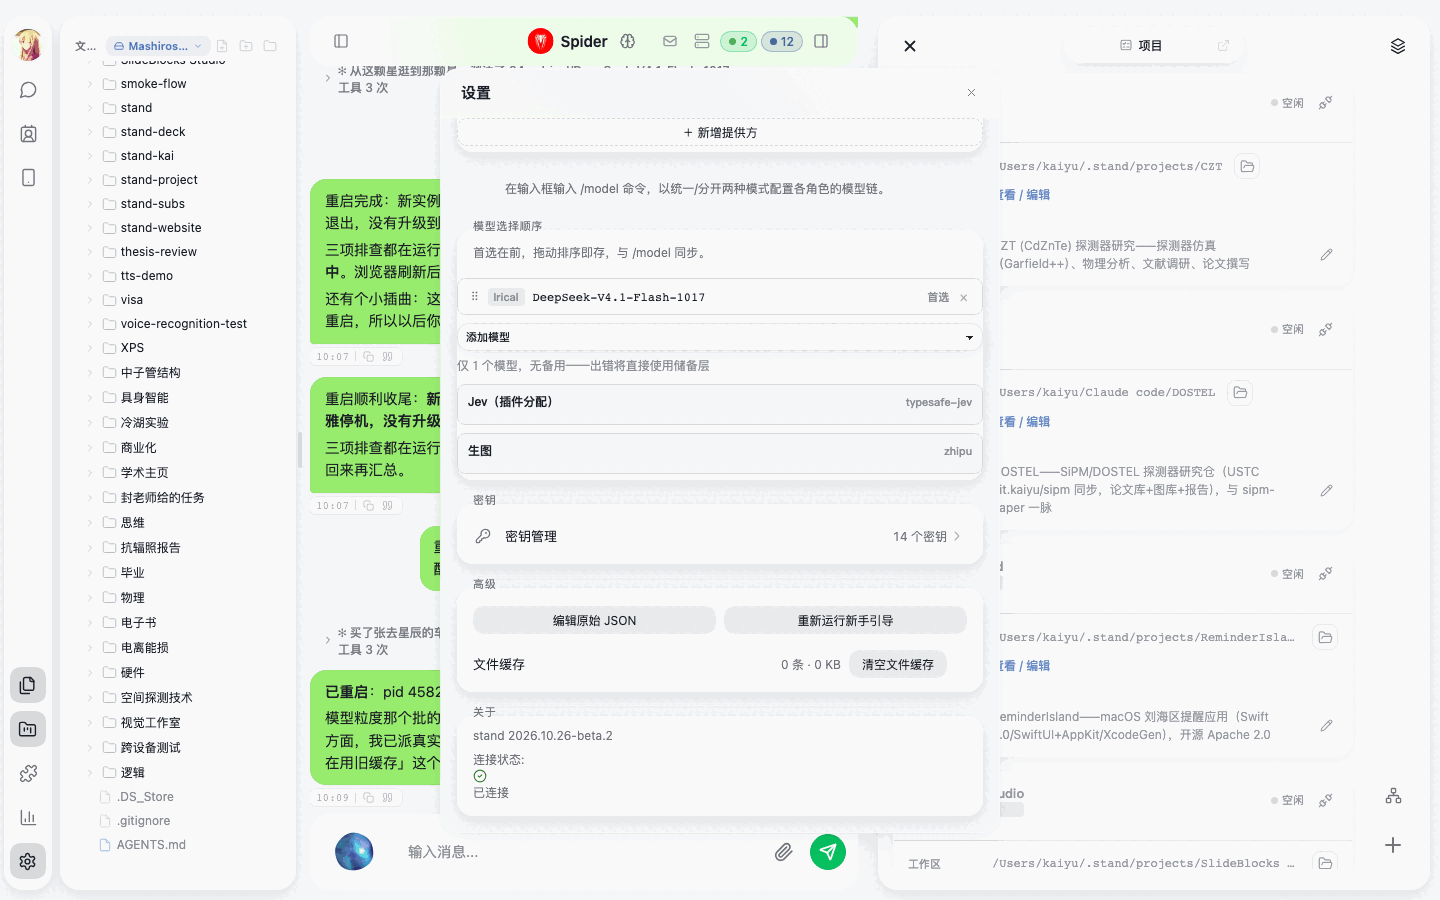 文...
Mashiros...
SlideBlocks Studio
smoke-flow
stand
stand-deck
stand-kai
stand-project
stand-subs
stand-website
thesis-review
tts-demo
visa
voice-recognition-test
XPS
中子管结构
具身智能
冷湖实验
商业化
学术主页
封老师给的任务
思维
抗辐照报告
毕业
物理
电子书
电离能损
硬件
空间探测技术
视觉工作室
跨设备测试
逻辑
.DS_Store
.gitignore
AGENTS.md
Spider
2
12
从这颗星逛到那颗星
工具 3 次
重启完成：新实例
退出，没有升级到
三项排查都在运行
中。浏览器刷新后
还有个小插曲：这
重启，所以以后你
10:07
重启顺利收尾：新
雅停机，没有升级
三项排查都在运行
回来再汇总。
10:07
买了张去星辰的车
工具 3 次
已重启：pid 4582
模型粒度那个批的
方面，我已派真实
在用旧缓存」这个
10:09
输入消息...
设置
+ 新增提供方
在输入框输入 /model 命令，以统一/分开两种模式配置各角色的模型链。
模型选择顺序
首选在前，拖动排序即存，与 /model 同步。
lrical DeepSeek-V4.1-Flash-1017 首选
添加模型
仅 1 个模型，无备用——出错将直接使用储备层
Jev（插件分配） typesafe-jev
生图 zhipu
密钥
密钥管理 14 个密钥
高级
编辑原始 JSON 重新运行新手引导
文件缓存 0 条 · 0 KB 清空文件缓存
关于
stand 2026.10.26-beta.2
连接状态:
已连接
项目
空闲
Users/kaiyu/.stand/projects/CZT
查看 / 编辑
ZT (CdZnTe) 探测器研究——探测器仿真
(Garfield++)、物理分析、文献调研、论文撰写
空闲
Users/kaiyu/Claude code/DOSTEL
查看 / 编辑
OSTEL——SiPM/DOSTEL 探测器研究仓（USTC
it.kaiyu/sipm 同步，论文库+图库+报告），与 sipm-
aper 一脉
空闲
Users/kaiyu/.stand/projects/ReminderIsla…
查看 / 编辑
eminderIsland——macOS 刘海区提醒应用（Swift
.0/SwiftUI+AppKit/XcodeGen），开源 Apache 2.0
udio
空闲
工作区 /Users/kaiyu/.stand/projects/SlideBlocks …